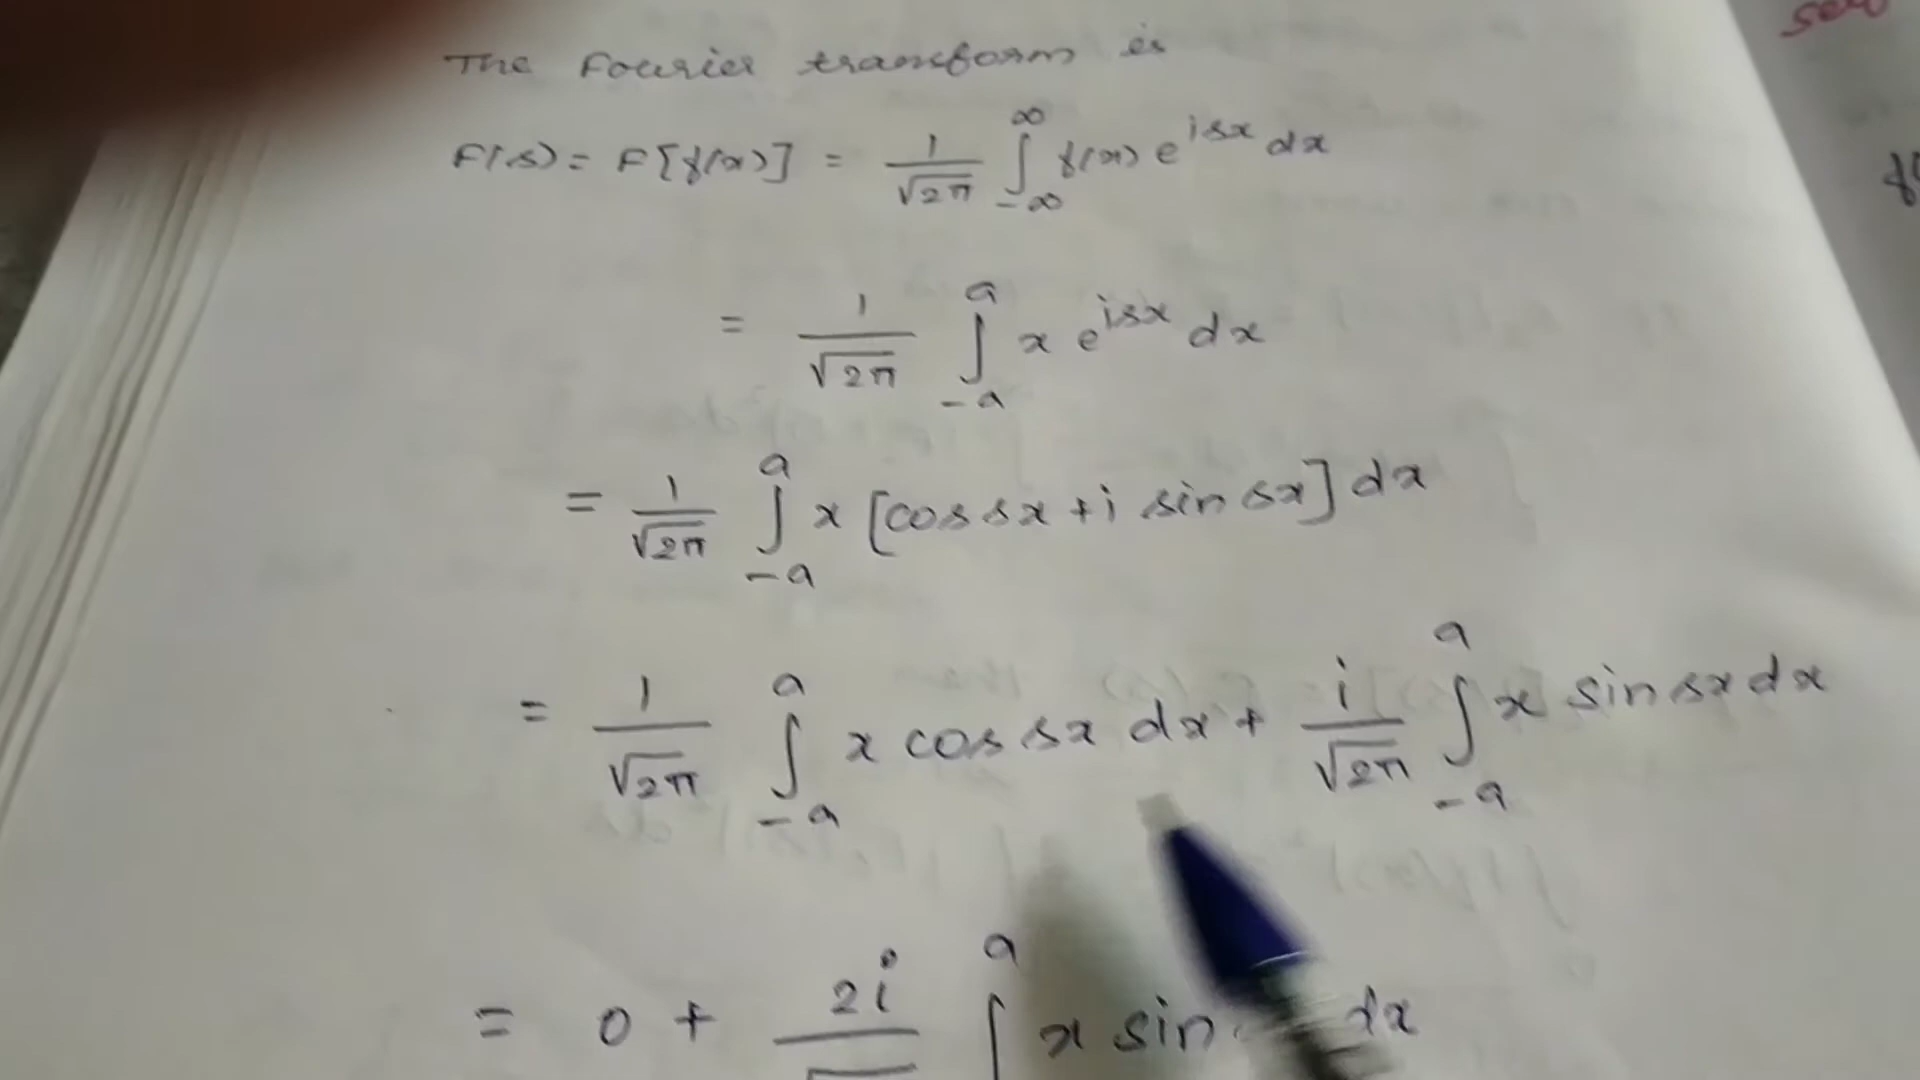 The Fourier transform is
F(s) = F[f(x)] = 1/√2π ∫_{-∞}^{∞} f(x) e^{isx} dx
= 1/√2π ∫_{-a}^{a} x e^{isx} dx
= 1/√2π ∫_{-a}^{a} x [cos sx + i sin sx] dx
= 1/√2π ∫_{-a}^{a} x cos sx dx + i/√2π ∫_{-a}^{a} x sin sx dx
= 0 + 2i/√ ∫^{a} x sin dx